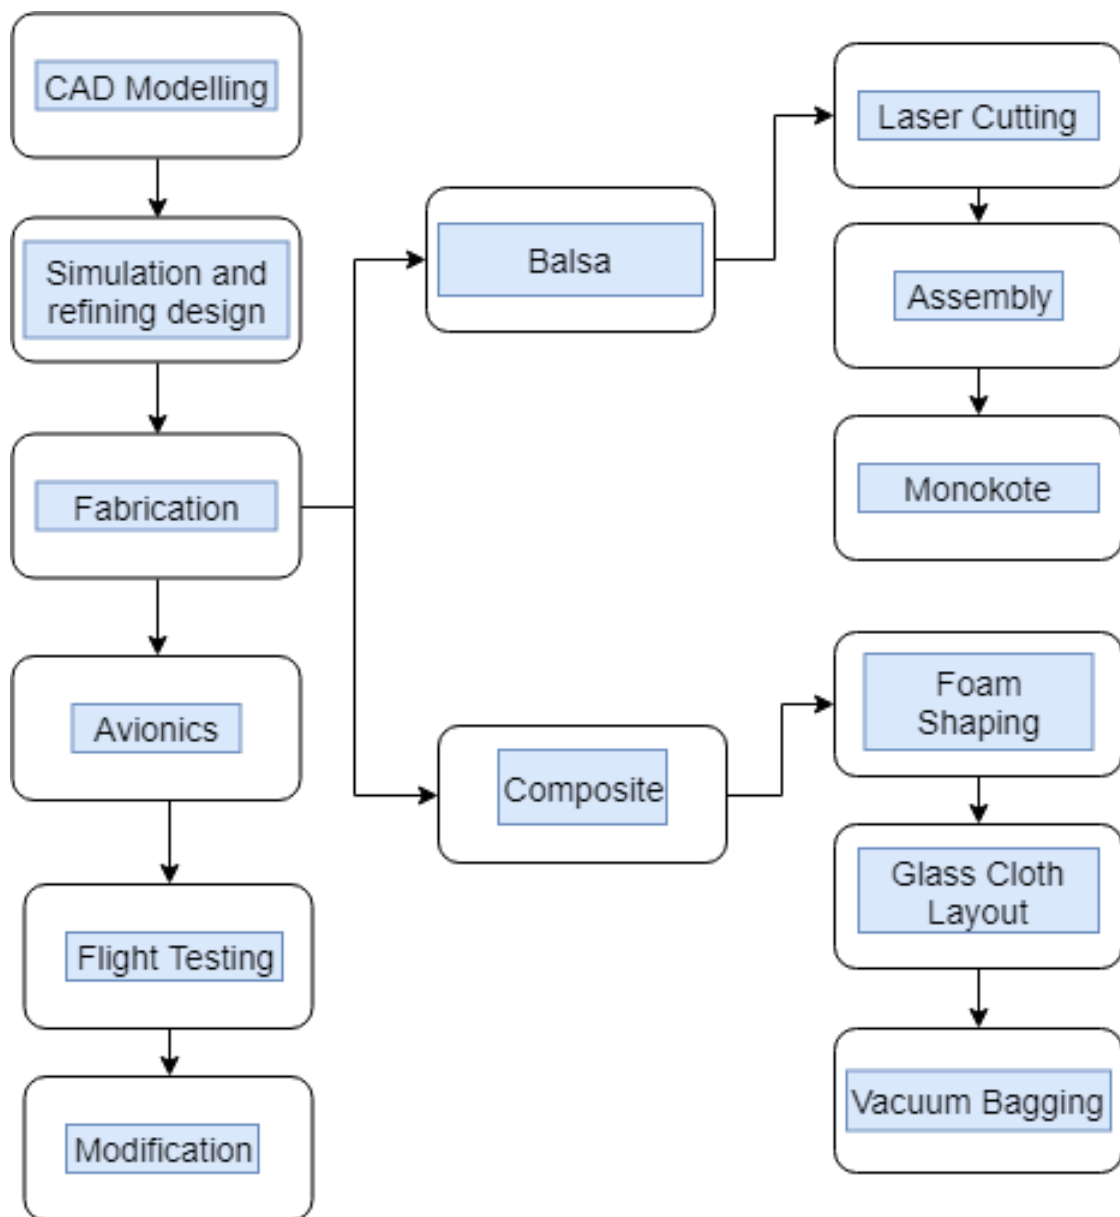 CAD Modelling
Simulation and
refining design
Fabrication
Avionics
Flight Testing
Modification
Balsa
Composite
Laser Cutting
Assembly
Monokote
Foam
Shaping
Glass Cloth
Layout
Vacuum Bagging